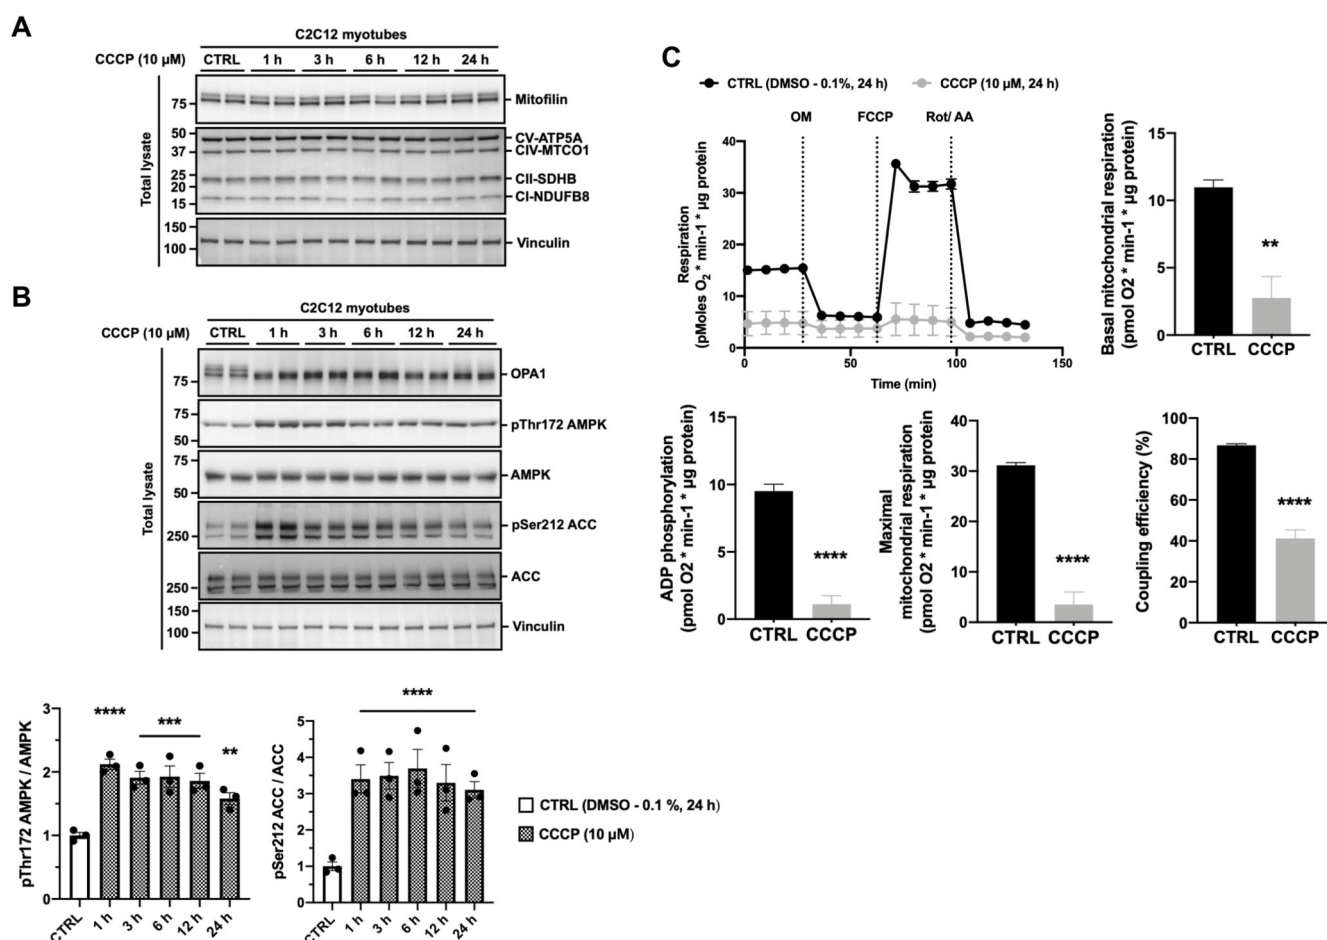 A
C2C12 myotubes
CCCP (10 µM) CTRL 1 h 3 h 6 h 12 h 24 h
Total lysate
75
Mitofilin
50
37
25
20
15
CV-ATP5A
CIV-MTCO1
CII-SDHB
CI-NDUFB8
150
100
Vinculin
B
C2C12 myotubes
CCCP (10 µM) CTRL 1 h 3 h 6 h 12 h 24 h
Total lysate
75
OPA1
75
50
pThr172 AMPK
75
50
AMPK
250
pSer212 ACC
250
ACC
150
100
Vinculin
pThr172 AMPK / AMPK
3
2
1
0
****
***
**
CTRL 1 h 3 h 6 h 12 h 24 h
pSer212 ACC / ACC
5
4
3
2
1
0
****
CTRL 1 h 3 h 6 h 12 h 24 h
CTRL (DMSO - 0.1 %, 24 h)
CCCP (10 µM)
C
CTRL (DMSO - 0.1%, 24 h) CCCP (10 µM, 24 h)
OM FCCP Rot/ AA
Respiration
(pMoles O2 * min-1 * µg protein)
40
30
20
10
0
0 50 100 150
Time (min)
Basal mitochondrial respiration
(pmol O2 * min-1 * µg protein)
15
10
5
0
**
CTRL CCCP
ADP phosphorylation
(pmol O2 * min-1 * µg protein)
15
10
5
0
****
CTRL CCCP
Maximal
mitochondrial respiration
(pmol O2 * min-1 * µg protein)
40
30
20
10
0
****
CTRL CCCP
Coupling efficiency (%)
100
80
60
40
20
0
****
CTRL CCCP